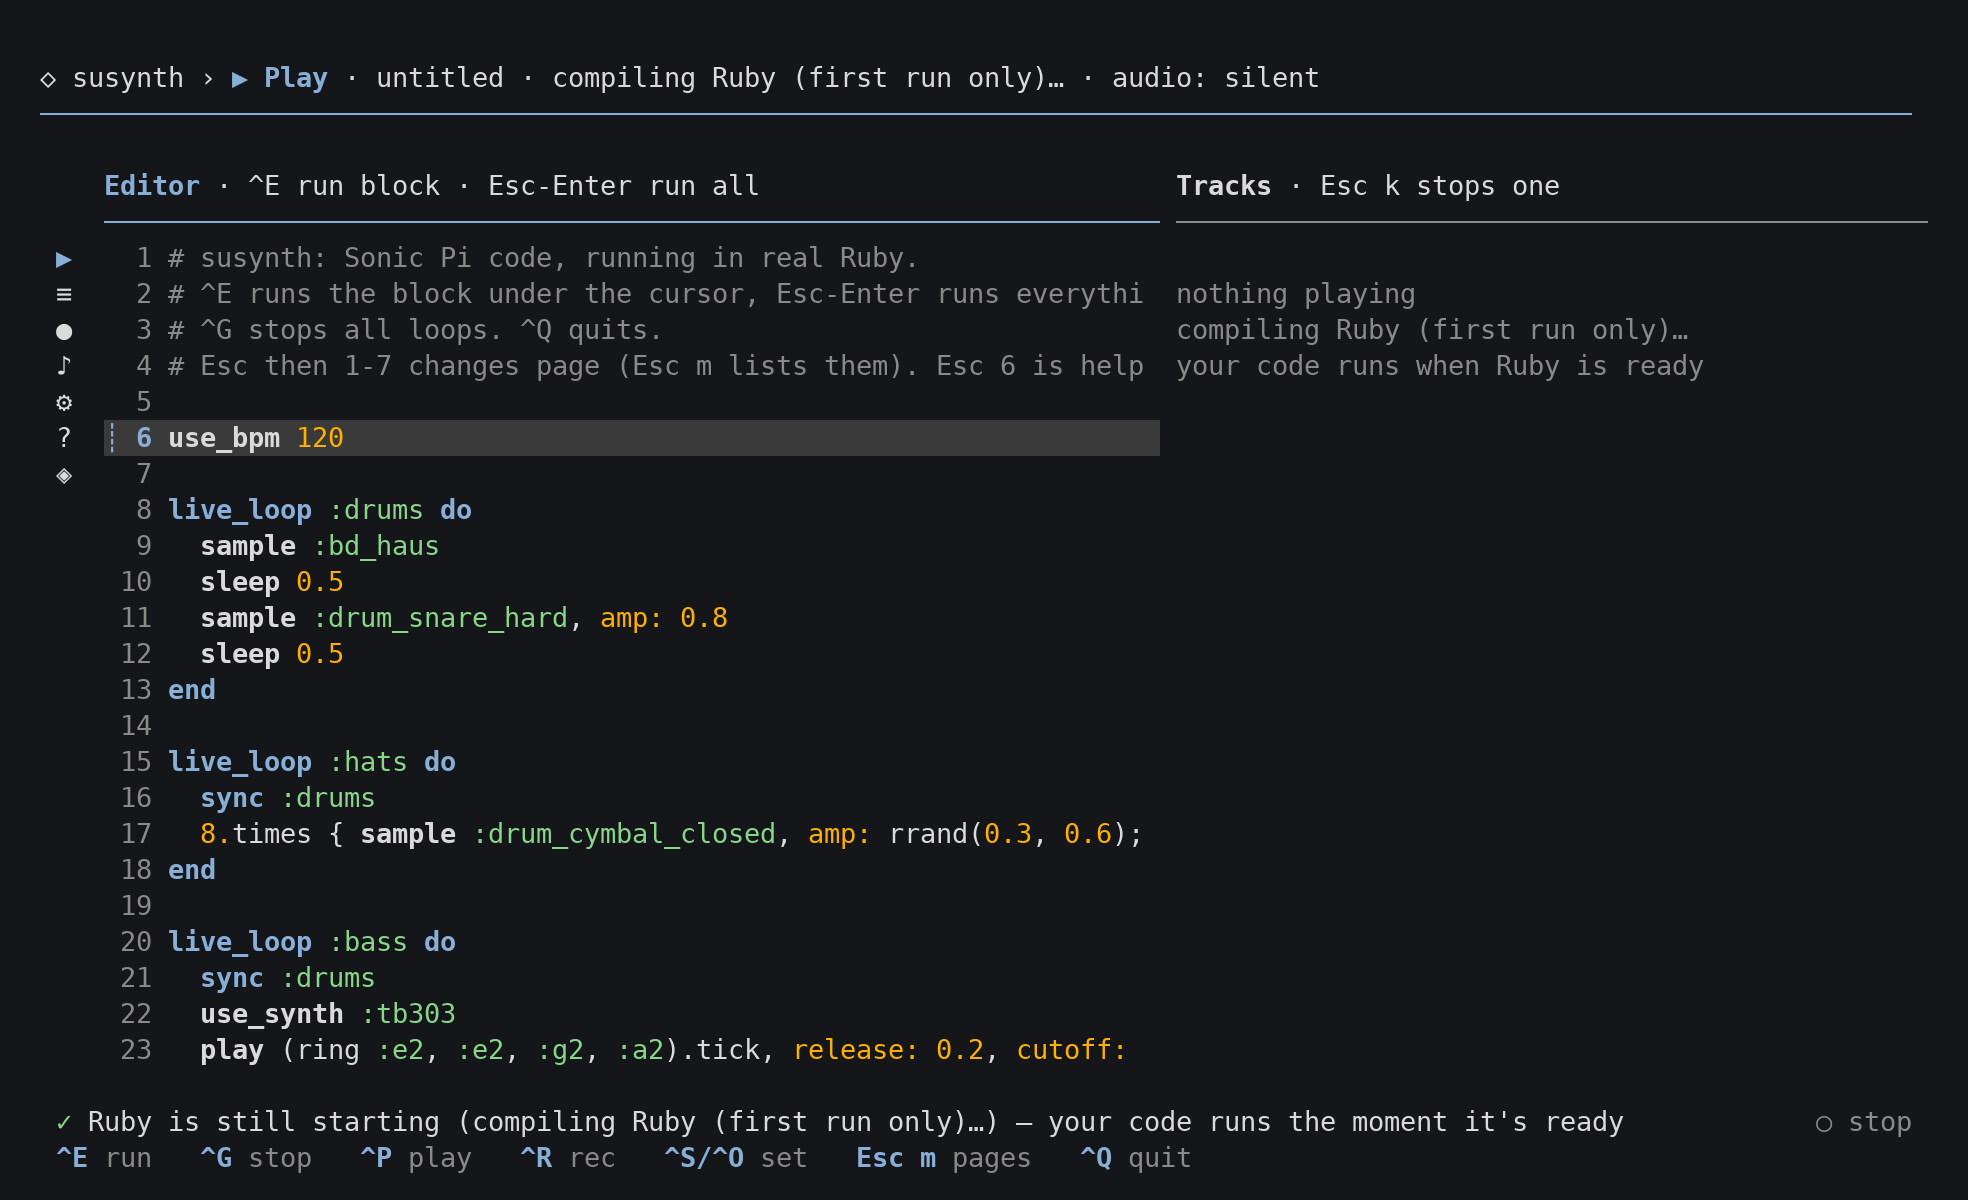 ◇ susynth › ▶ Play · untitled · compiling Ruby (first run only)… · audio: silent
Editor · ^E run block · Esc-Enter run all
1 # susynth: Sonic Pi code, running in real Ruby.
2 # ^E runs the block under the cursor, Esc-Enter runs everythi
3 # ^G stops all loops. ^Q quits.
4 # Esc then 1-7 changes page (Esc m lists them). Esc 6 is help
5
6 use_bpm 120
7
8 live_loop :drums do
9   sample :bd_haus
10   sleep 0.5
11   sample :drum_snare_hard, amp: 0.8
12   sleep 0.5
13 end
14
15 live_loop :hats do
16   sync :drums
17   8.times { sample :drum_cymbal_closed, amp: rrand(0.3, 0.6);
18 end
19
20 live_loop :bass do
21   sync :drums
22   use_synth :tb303
23   play (ring :e2, :e2, :g2, :a2).tick, release: 0.2, cutoff:
Tracks · Esc k stops one
nothing playing
compiling Ruby (first run only)…
your code runs when Ruby is ready
✓ Ruby is still starting (compiling Ruby (first run only)…) — your code runs the moment it's ready ○ stop
^E run ^G stop ^P play ^R rec ^S/^O set Esc m pages ^Q quit